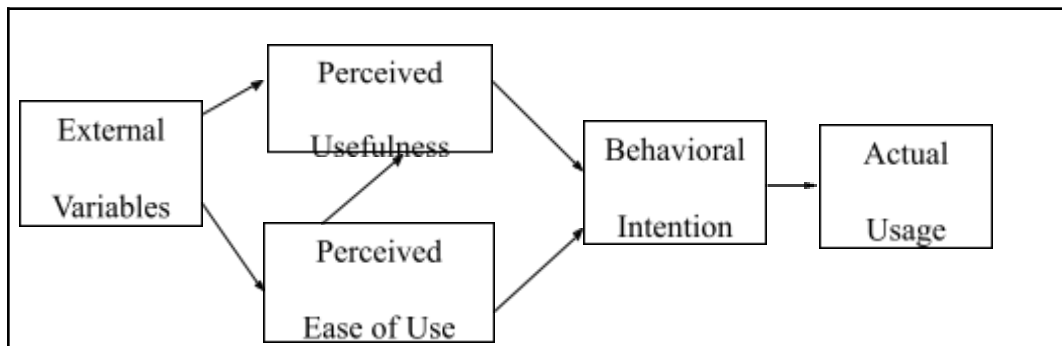 External
Variables
Perceived
Usefulness
Perceived
Ease of Use
Behavioral
Intention
Actual
Usage